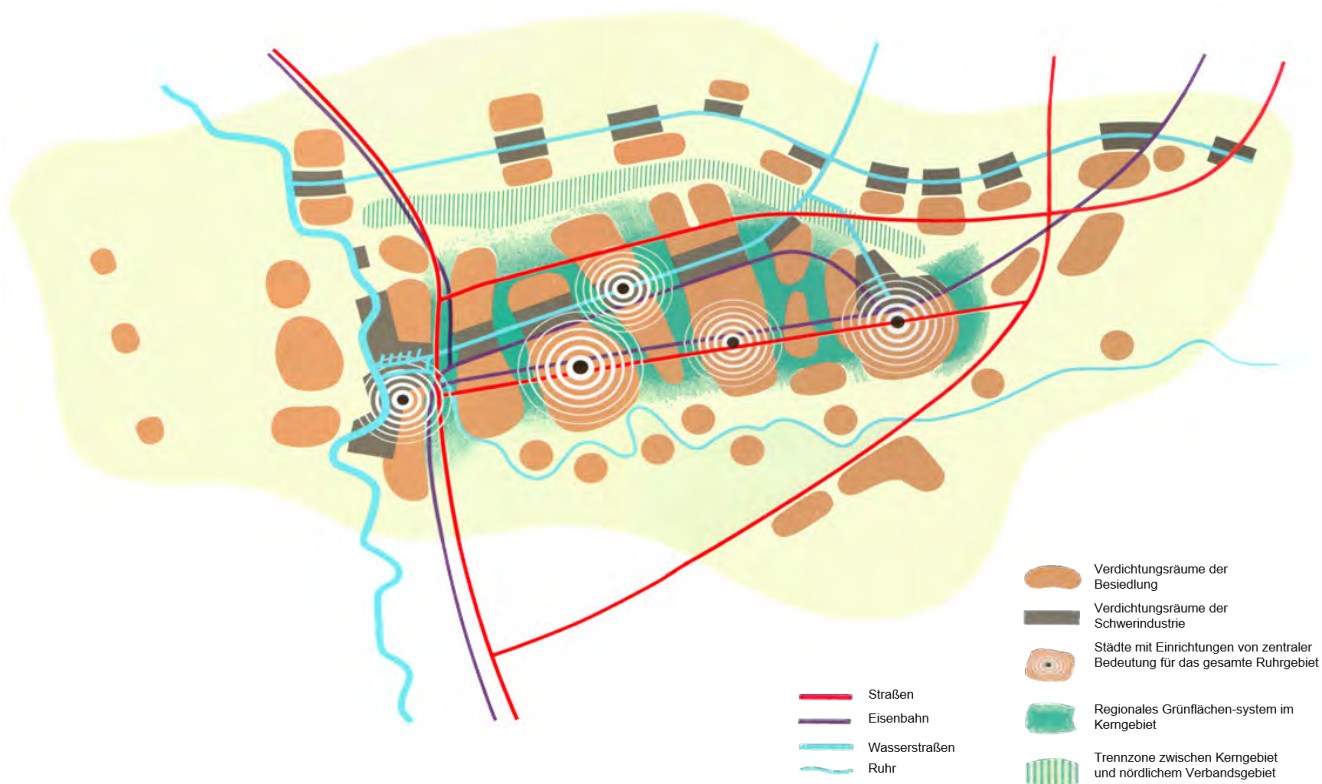 Verdichtungsräume der
Besiedlung
Verdichtungsräume der
Schwerindustrie
Städte mit Einrichtungen von zentraler
Bedeutung für das gesamte Ruhrgebiet
Regionales Grünflächen-system im
Kerngebiet
Trennzone zwischen Kerngebiet
und nördlichem Verbandsgebiet
Straßen
Eisenbahn
Wasserstraßen
Ruhr